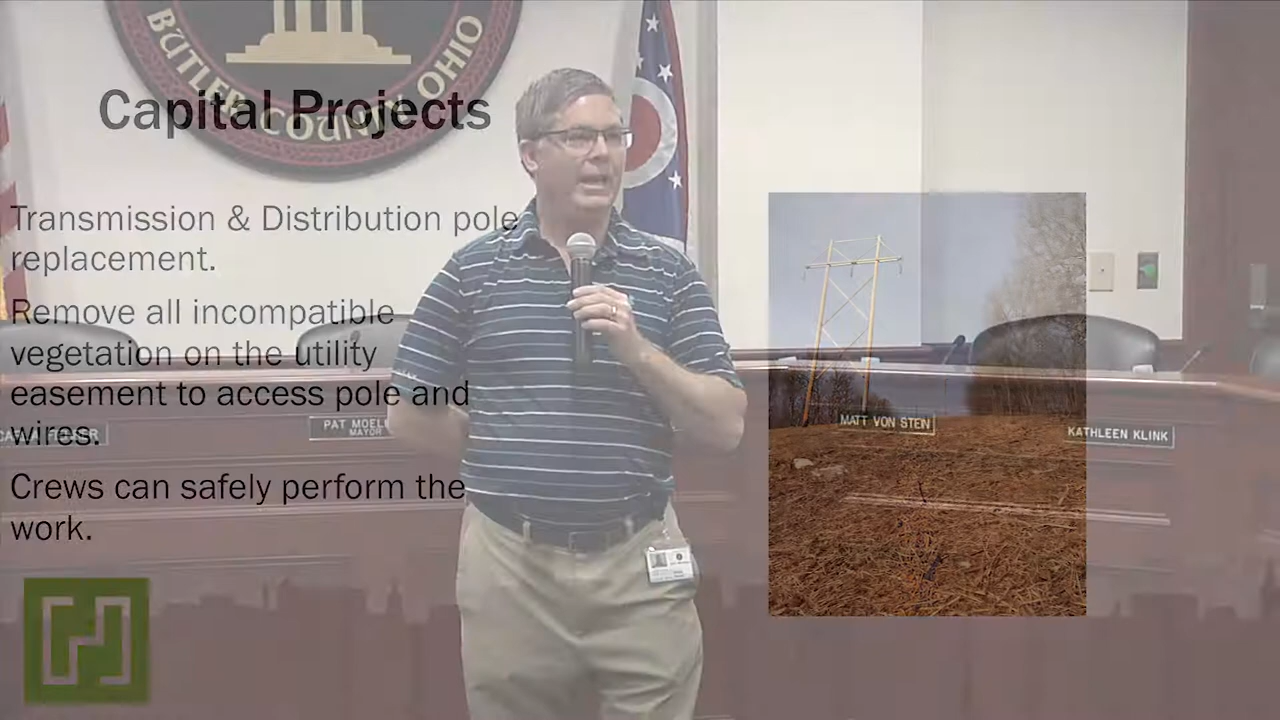 BUTLER COUNTY OHIO
Capital Projects
Transmission & Distribution pole
replacement.
Remove all incompatible
vegetation on the utility
easement to access pole and
wires.
PAT MOELL
MAYOR
MATT VON STEIN
KATHLEEN KLINK
Crews can safely perform the
work.